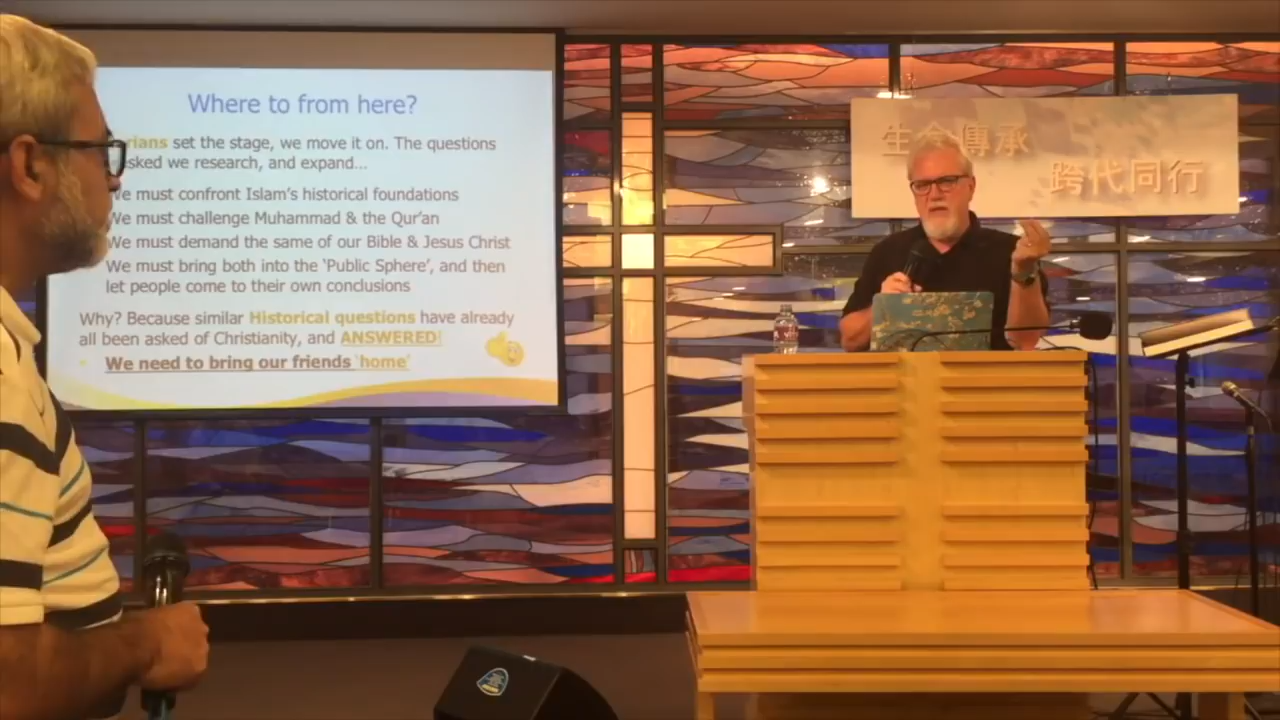 Where to from here?
set the stage, we move it on. The questions
asked we research, and expand...
We must confront Islam's historical foundations
We must challenge Muhammad & the Qur'an
We must demand the same of our Bible & Jesus Christ
We must bring both into the 'Public Sphere', and then
let people come to their own conclusions
Why? Because similar Historical questions have already
all been asked of Christianity, and ANSWERED!
We need to bring our friends 'home'
生命傳承
跨代同行